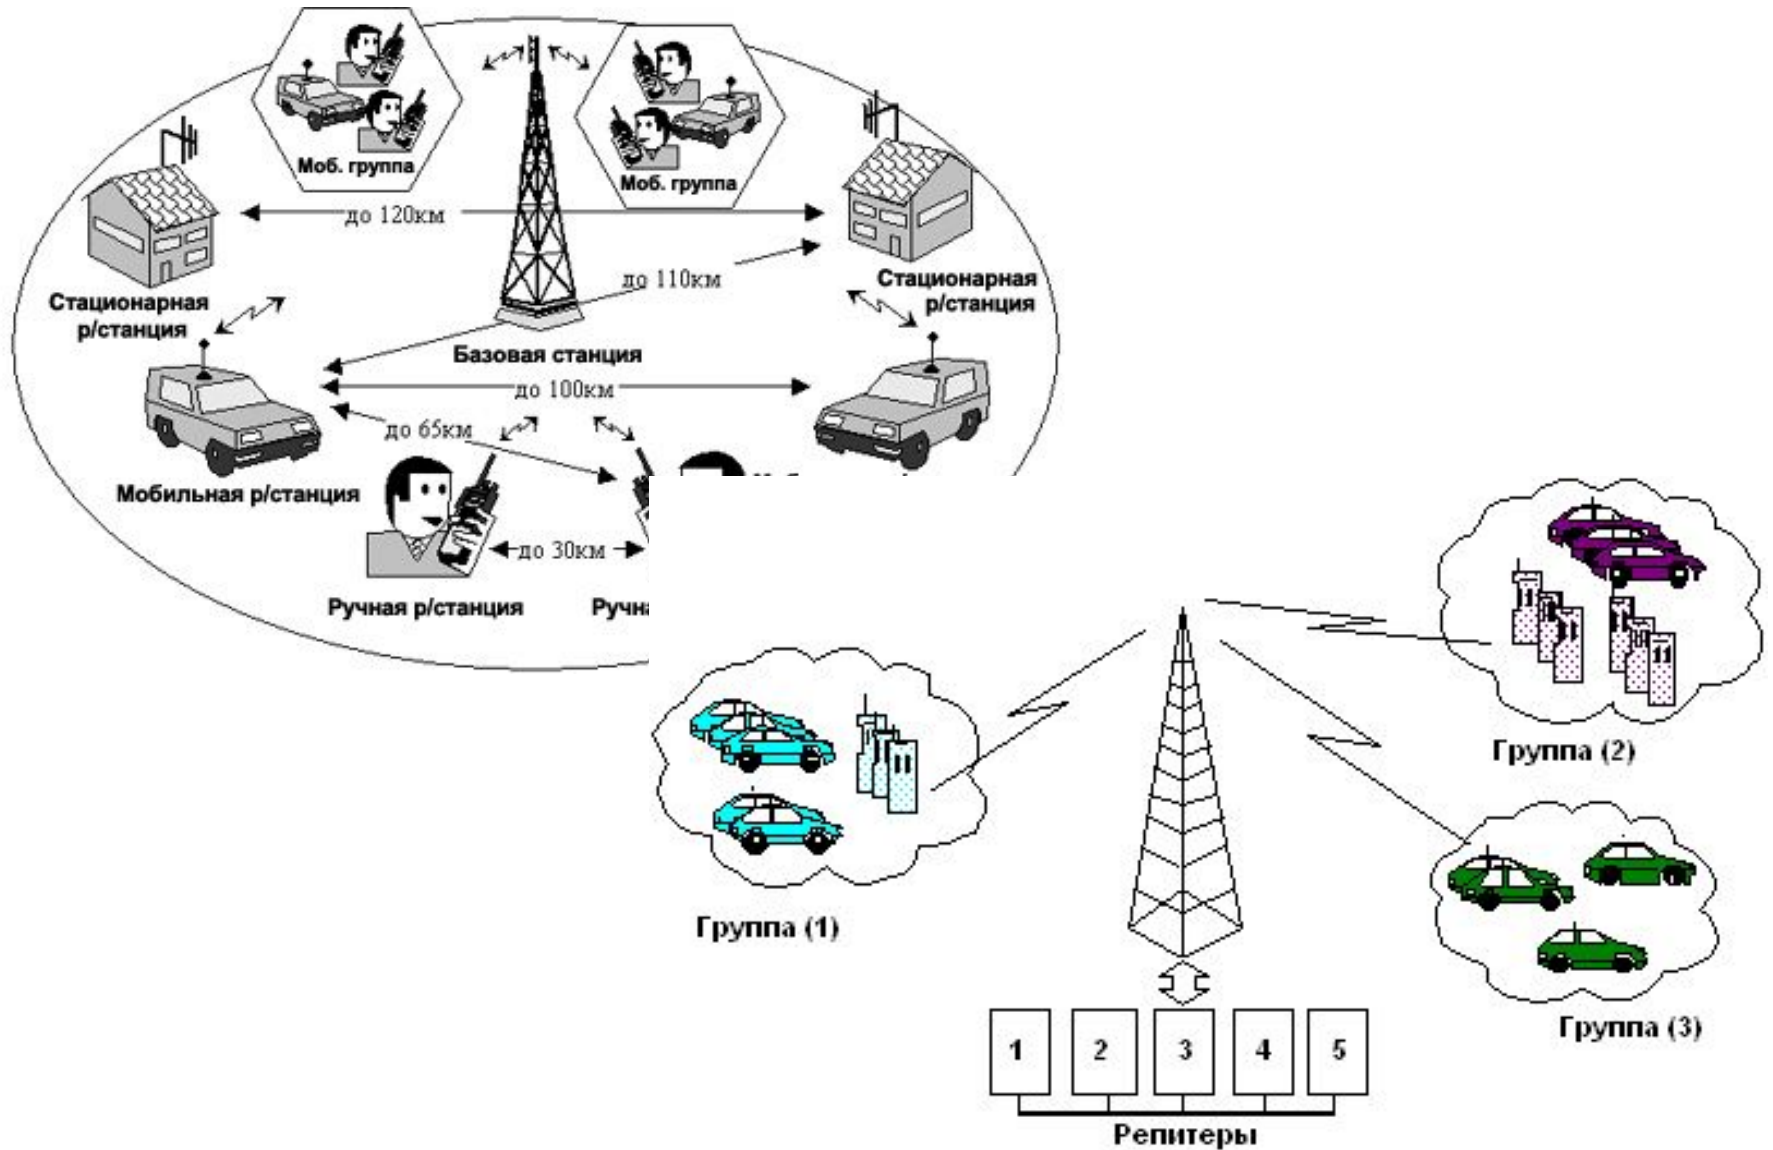 Моб. группа
Моб. группа
до 120км
до 110км
Стационарная
р/станция
Стационарная
р/станция
Базовая станция
до 100км
до 65км
Мобильная р/станция
до 30км
Ручная р/станция
Группа (2)
Группа (1)
Группа (3)
1 2 3 4 5
Репитеры